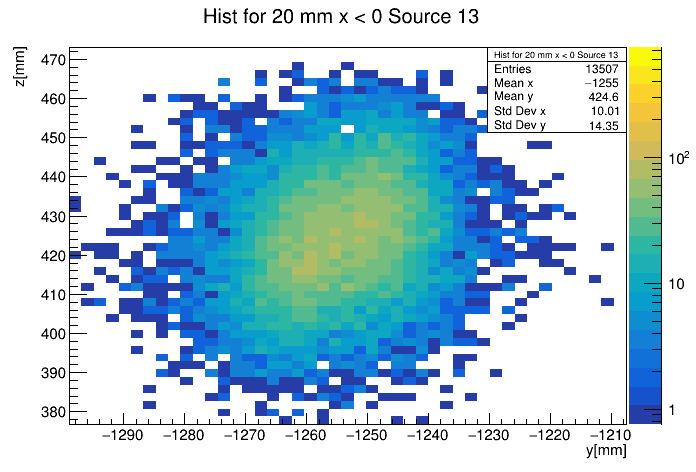 Hist for 20 mm x < 0 Source 13
z[mm]
470
460
450
440
430
420
410
400
390
380
−1290 −1280 −1270 −1260 −1250 −1240 −1230 −1220 −1210
y[mm]
Hist for 20 mm x < 0 Source 13
Entries 13507
Mean x −1255
Mean y 424.6
Std Dev x 10.01
Std Dev y 14.35
10²
10
1